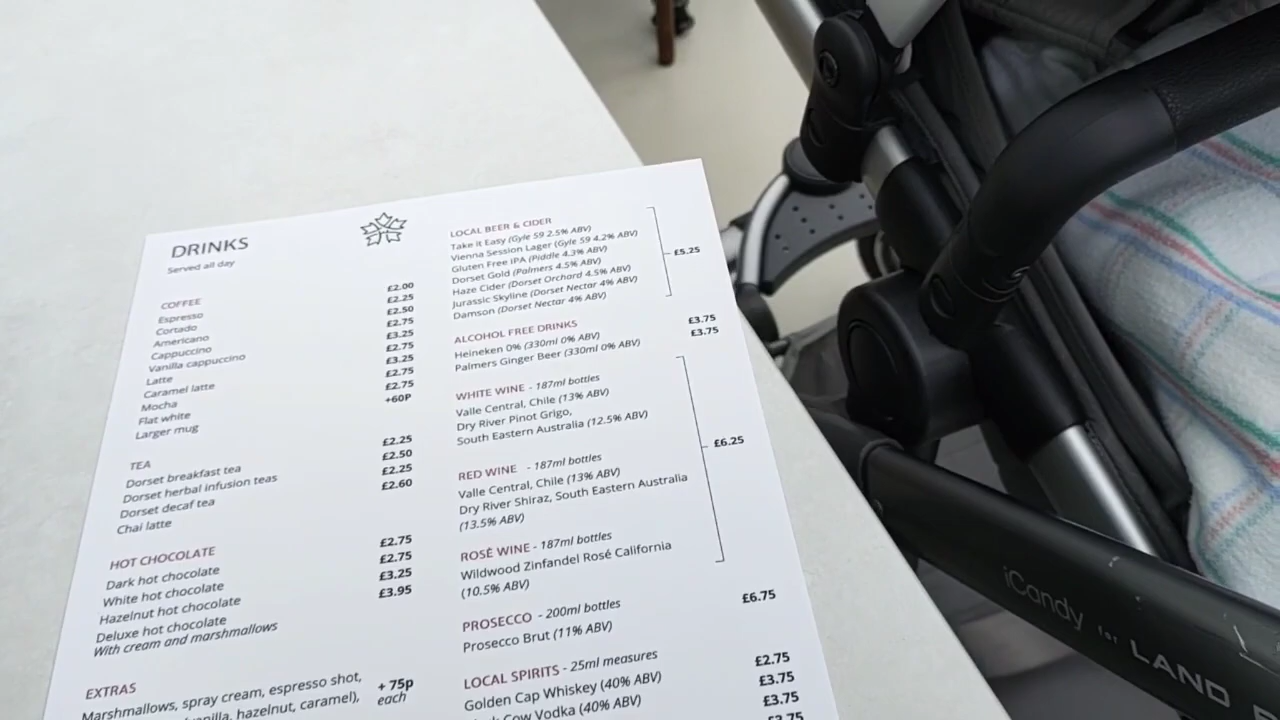 DRINKS
Served all day
COFFEE
Espresso £2.00
Cortado £2.25
Americano £2.50
Cappuccino £2.75
Vanilla cappuccino £3.25
Latte £2.75
Caramel latte £3.25
Mocha £2.75
Flat white £2.75
Larger mug +60P
TEA
Dorset breakfast tea £2.25
Dorset herbal infusion teas £2.50
Dorset decaf tea £2.25
Chai latte £2.60
HOT CHOCOLATE
Dark hot chocolate £2.75
White hot chocolate £2.75
Hazelnut hot chocolate £3.25
Deluxe hot chocolate £3.95
With cream and marshmallows
EXTRAS
Marshmallows, spray cream, espresso shot, + 75p
vanilla, hazelnut, caramel), each
LOCAL BEER & CIDER
Take it Easy (Gyle 59 2.5% ABV)
Vienna Session Lager (Gyle 59 4.2% ABV)
Gluten Free IPA (Piddle 4.3% ABV)
Dorset Gold (Palmers 4.5% ABV)
Haze Cider (Dorset Orchard 4.5% ABV)
Jurassic Skyline (Dorset Nectar 4% ABV)
Damson (Dorset Nectar 4% ABV)
£5.25
ALCOHOL FREE DRINKS
Heineken 0% (330ml 0% ABV) £3.75
Palmers Ginger Beer (330ml 0% ABV) £3.75
WHITE WINE - 187ml bottles
Valle Central, Chile (13% ABV)
Dry River Pinot Grigo,
South Eastern Australia (12.5% ABV)
£6.25
RED WINE - 187ml bottles
Valle Central, Chile (13% ABV)
Dry River Shiraz, South Eastern Australia
(13.5% ABV)
ROSÈ WINE - 187ml bottles
Wildwood Zinfandel Rosé California
(10.5% ABV)
PROSECCO - 200ml bottles
Prosecco Brut (11% ABV) £6.75
LOCAL SPIRITS - 25ml measures
Golden Cap Whiskey (40% ABV) £2.75
Cow Vodka (40% ABV) £3.75
£3.75
iCandy for LAND